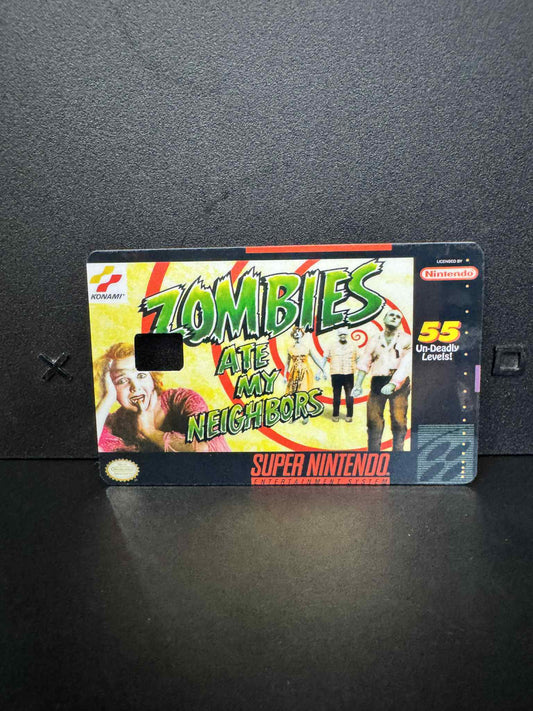 LICENSED BY
Nintendo
KONAMI
ZOMBIES
ATE
MY
NEIGHBORS
55
Un-Deadly
Levels!
SUPER NINTENDO
ENTERTAINMENT SYSTEM